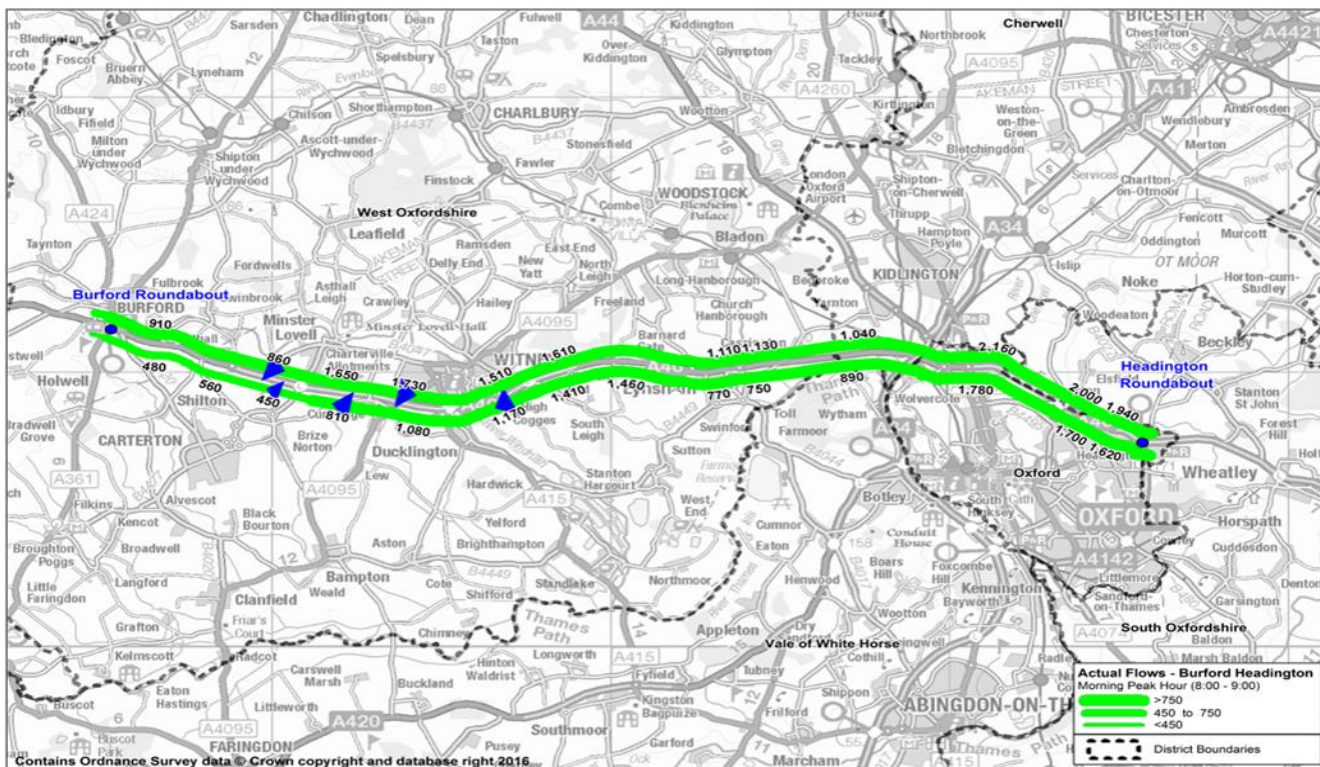 Cherwell
BICESTER
Chadlington
Dean
Fulwell
A44
Kiddington
Glympton
Northbrook
Chesterton
A4421
Sarsden
Bledington
Foscot
Bruern
Abbey
Lyneham
Taston
Spelsbury
Over-
Kiddington
Tackley
A4095
AKEMAN
STREET
A41
Ambrosden
Idbury
Fifield
Milton
under
Wychwood
Chilson
Shorthampton
CHARLBURY
Wootton
A4260
Kirtlington
Weston-
on-the-
Green
Wendlebury
Merton
Ascott-under-
Wychwood
B4437
Stonesfield
Bletchingdon
Services
Shipton
under
Wychwood
Fawler
Finstock
WOODSTOCK
Blenheim
Palace
London
Oxford
Airport
Shipton-
on-Cherwell
Charlton-
on-Otmoor
A424
West Oxfordshire
Leafield
Combe
Thrupp
Hampton
Poyle
A34
Fencott
Murcott
Taynton
Ramsden
Delly End
East End
North
Leigh
New
Yatt
Bladon
Long-Hanborough
Begbroke
KIDLINGTON
Islip
Oddington
OT MOOR
Noke
Horton-cum-
Studley
Fordwells
Asthall
Leigh
Crawley
Hailey
Fulbrook
Burford Roundabout
BURFORD
Minster
Lovell
Minster Lovell Hall
A4095
Freeland
Church
Hanborough
Yarnton
P&R
Woodeaton
Beckley
Barnard
Gate
Charterville
Allotments
910
860
1,650
1,730
1,510
1,610
1,110
1,130
1,040
2,160
2,000
1,940
Headington
Roundabout
480
560
450
810
1,080
1,170
1,410
1,460
770
750
890
1,780
1,700
1,620
Holwell
Shilton
CARTERTON
Brize
Norton
Ducklington
South
Leigh
Swinford
B4449
Toll
Thames
Path
Wytham
Wolvercote
Farmoor
B4044
Stanton
St John
Forest
Hill
Wheatley
A361
Filkins
Kencot
Alvescot
Broadwell
Black
Bourton
Lew
A4095
Hardwick
A415
Stanton
Harcourt
Sutton
West
End
Botley
Oxford
South
Hinksey
OXFORD
Horspath
Yelford
Cumnor
Eaton
A4142
Cuddesdon
Broughton
Poggs
Langford
Aston
Brighthampton
Henwood
Boars
Hill
Foxcombe
Hill
Littlemore
Little
Faringdon
Clanfield
Bampton
Weald
Cote
Shifford
B4449
Standlake
Northmoor
Kennington
Bayworth
Sandford-
on-Thames
Garsington
Grafton
Chimney
Thames
Path
Appleton
Wootton
A4074
South Oxfordshire
Kelmscott
Carswell
Marsh
Longworth
A415
Vale of White Horse
Baldon
Marsh Baldon
Eaton
Hastings
Buckland
Hinton
Waldrist
Fyfield
Tubney
Cothill
Shippon
Buscot
A4095
Littleworth
A420
Southmoor
Kingston
Bagpuize
Frilford
FARINGDON
Pusey
Garford
Marcham
Actual Flows - Burford Headington
Morning Peak Hour (8:00 - 9:00)
>750
450 to 750
<450
District Boundaries
Contains Ordnance Survey data © Crown copyright and database right 2016